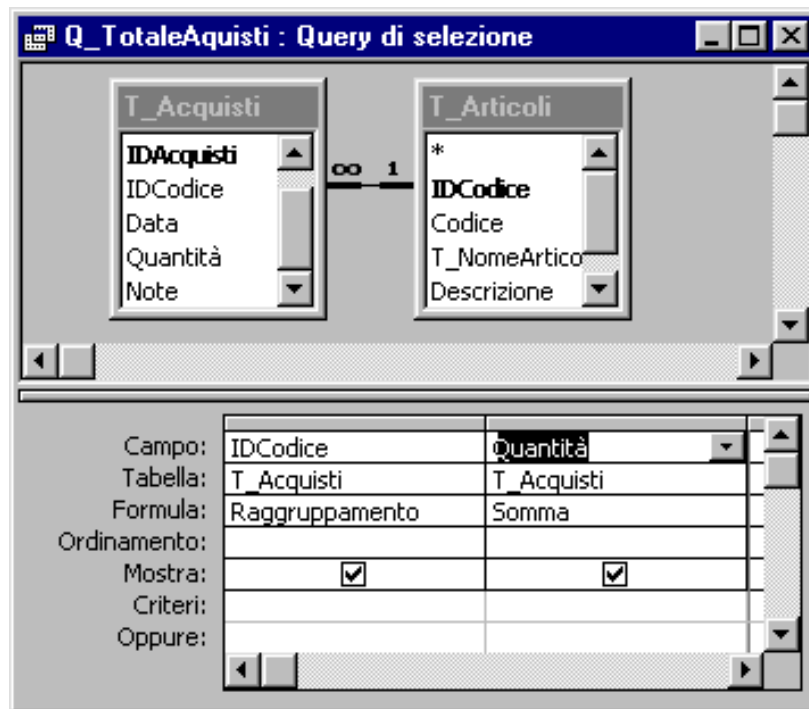 Q_TotaleAquisti : Query di selezione
T_Acquisti T_Articoli
IDAcquisti *
∞ 1
IDCodice IDCodice
Data Codice
Quantità T_NomeArtico
Note Descrizione
Campo: IDCodice Quantità
Tabella: T_Acquisti T_Acquisti
Formula: Raggruppamento Somma
Ordinamento:
Mostra:
Criteri:
Oppure: